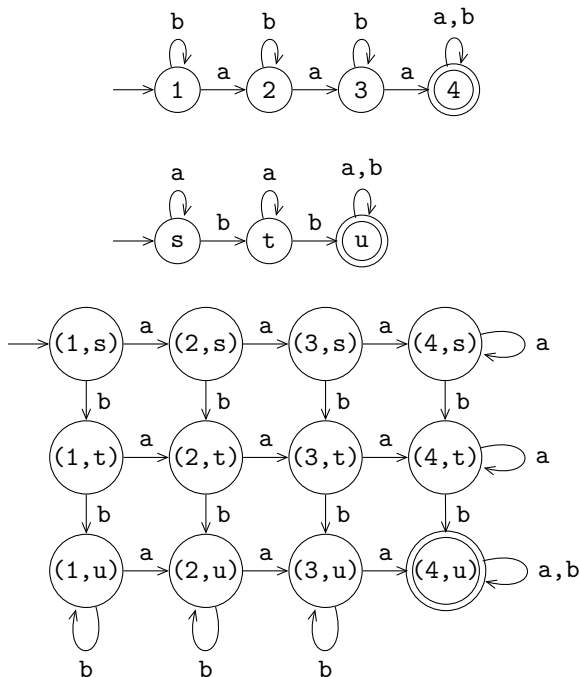 b b b a,b
1 a 2 a 3 a 4
a a a,b
s b t b u
(1,s) a (2,s) a (3,s) a (4,s) a
b b b b
(1,t) a (2,t) a (3,t) a (4,t) a
b b b b
(1,u) a (2,u) a (3,u) a (4,u) a,b
b b b